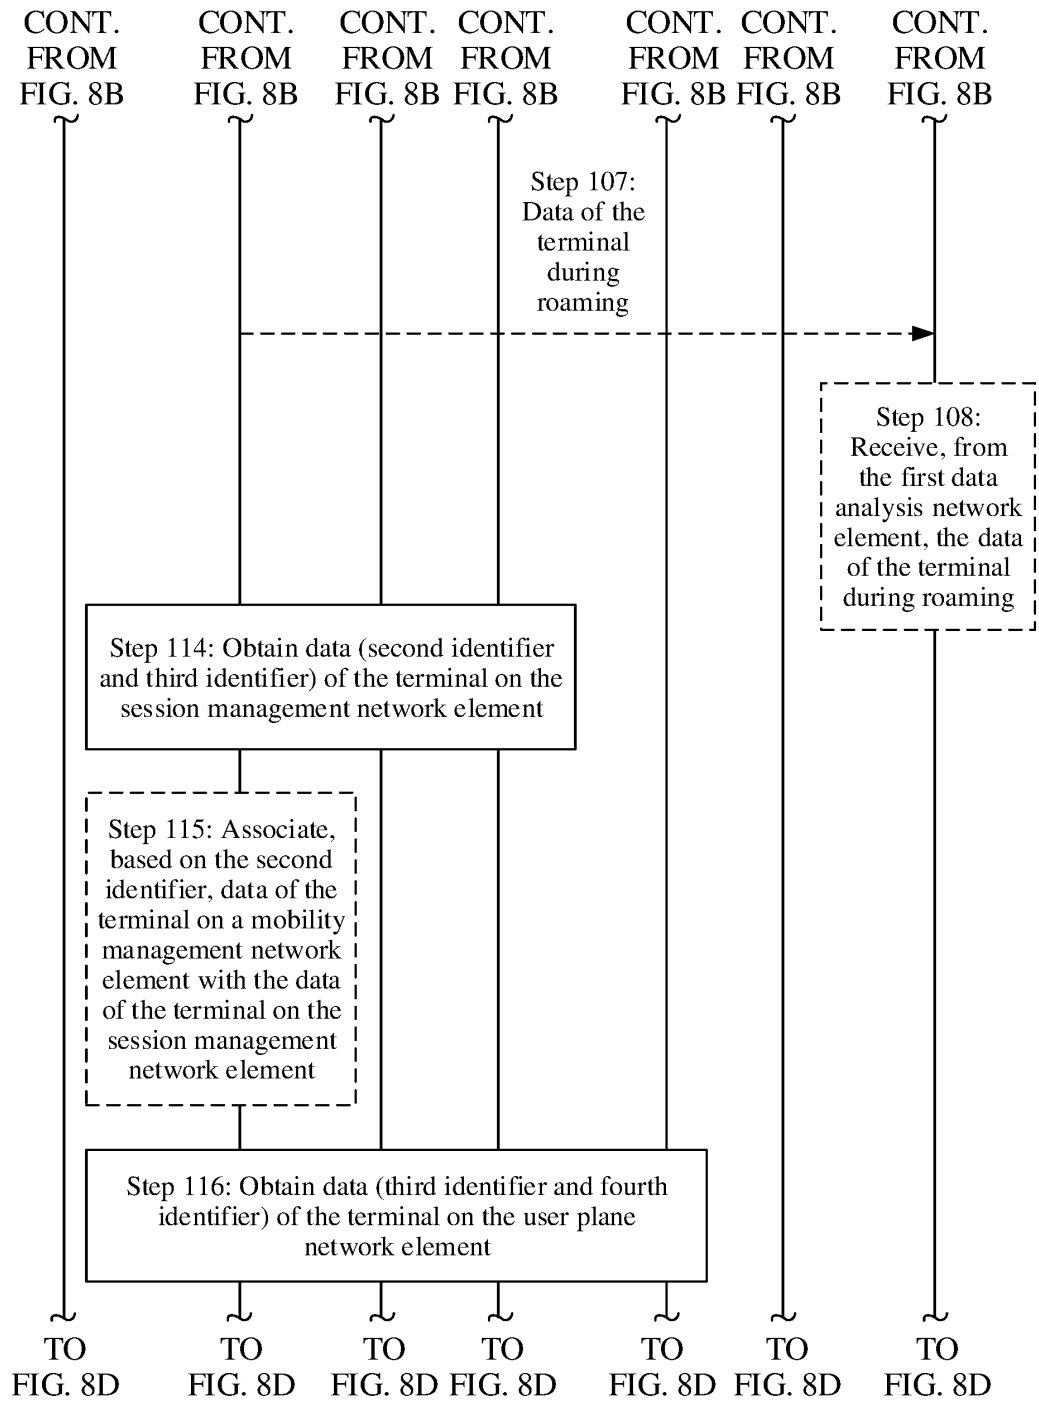 CONT. CONT. CONT. CONT. CONT. CONT. CONT.
FROM FROM FROM FROM FROM FROM FROM
FIG. 8B FIG. 8B FIG. 8B FIG. 8B FIG. 8B FIG. 8B FIG. 8B
Step 107:
Data of the
terminal
during
roaming
Step 108:
Receive, from
the first data
analysis network
element, the data
of the terminal
during roaming
Step 114: Obtain data (second identifier
and third identifier) of the terminal on the
session management network element
Step 115: Associate,
based on the second
identifier, data of the
terminal on a mobility
management network
element with the data
of the terminal on the
session management
network element
Step 116: Obtain data (third identifier and fourth
identifier) of the terminal on the user plane
network element
TO TO TO TO TO TO TO
FIG. 8D FIG. 8D FIG. 8D FIG. 8D FIG. 8D FIG. 8D FIG. 8D